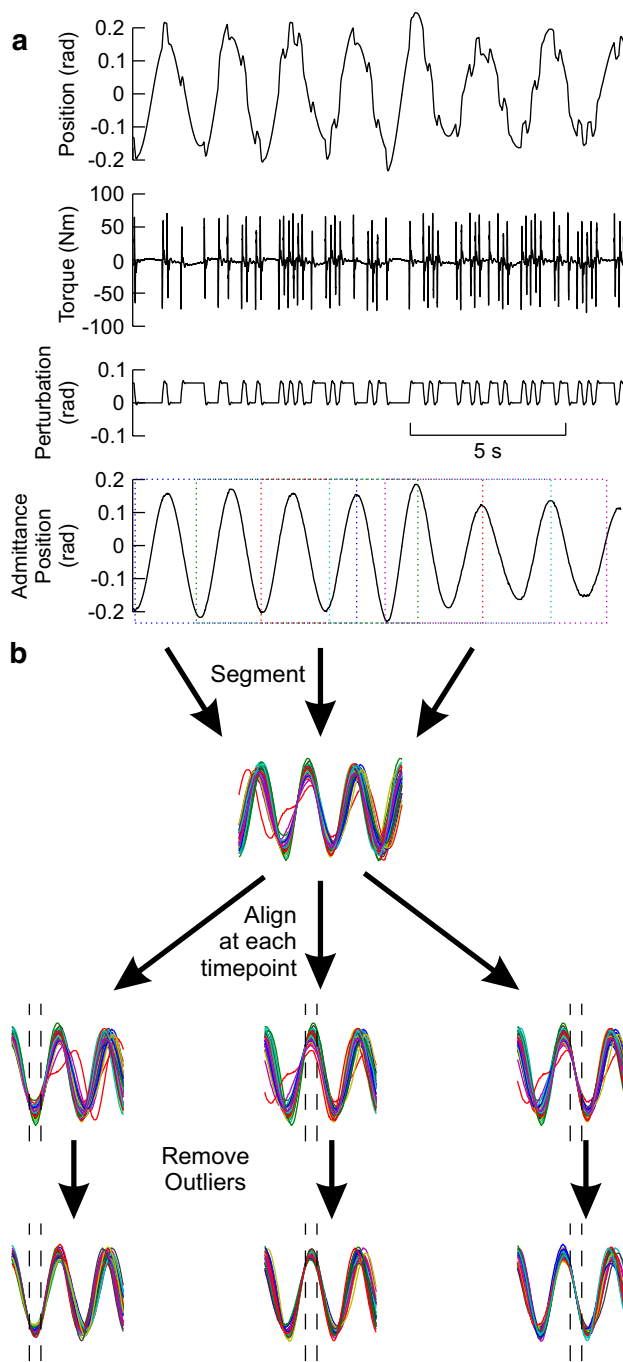 a
Position (rad)
0.2
0.1
0
-0.1
0.2
Torque (Nm)
100
50
0
-50
-100
Perturbation
(rad)
0.1
0
-0.1
5 s
Admittance
Position
(rad)
0.2
0.1
0
-0.1
-0.2
b
Segment
Align
at each
timepoint
Remove
Outliers